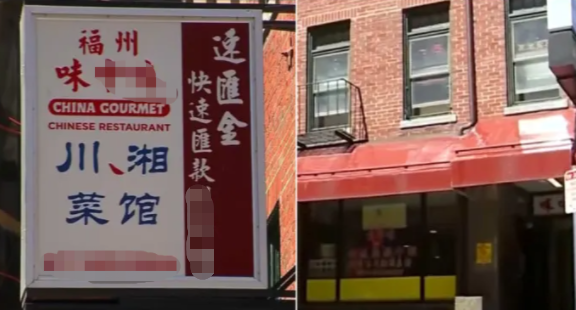 福州
味
CHINA GOURMET
CHINESE RESTAURANT
川、湘
菜馆
速匯金
快速匯款